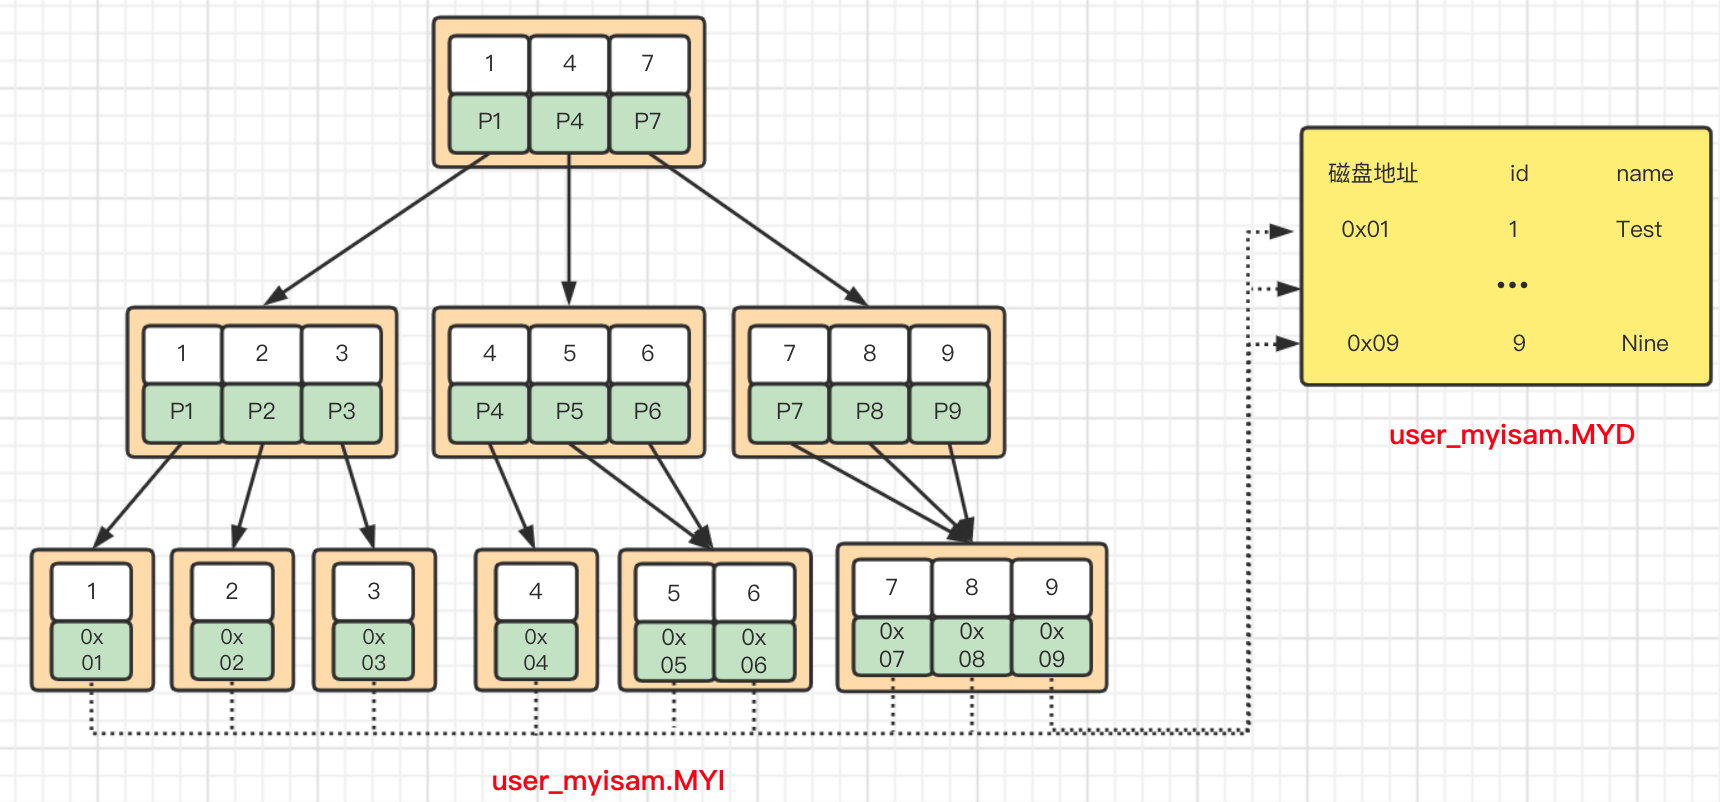 1 4 7
P1 P4 P7
1 2 3
P1 P2 P3
4 5 6
P4 P5 P6
7 8 9
P7 P8 P9
1
0x
01
2
0x
02
3
0x
03
4
0x
04
5 6
0x 0x
05 06
7 8 9
0x 0x 0x
07 08 09
user_myisam.MYI
磁盘地址 id name
0x01 1 Test
•••
0x09 9 Nine
user_myisam.MYD